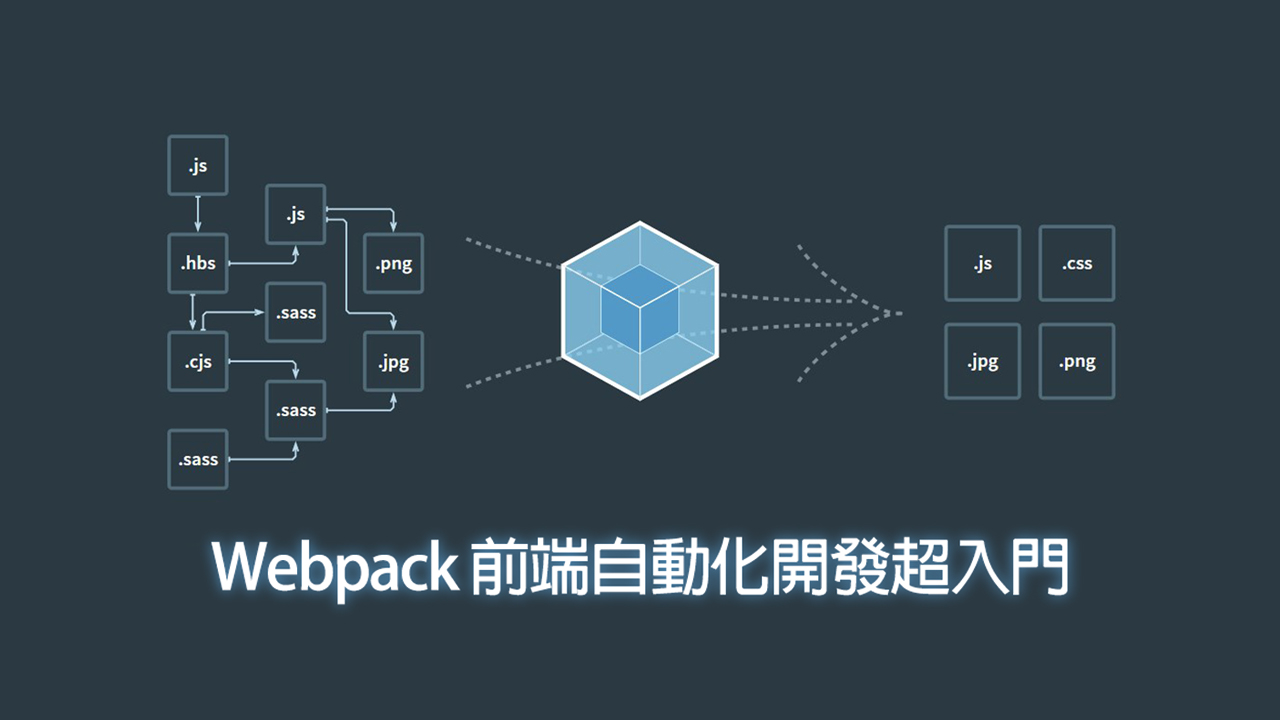 .js
.js
.hbs
.png
.sass
.cjs
.jpg
.sass
.sass
.js
.css
.jpg
.png
Webpack 前端自動化開發超入門